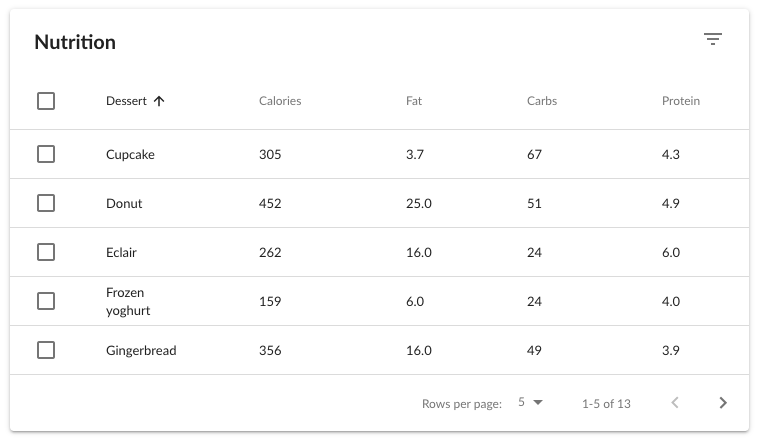 Nutrition
Dessert Calories Fat Carbs Protein
Cupcake 305 3.7 67 4.3
Donut 452 25.0 51 4.9
Eclair 262 16.0 24 6.0
Frozen
yoghurt 159 6.0 24 4.0
Gingerbread 356 16.0 49 3.9
Rows per page: 5 1-5 of 13